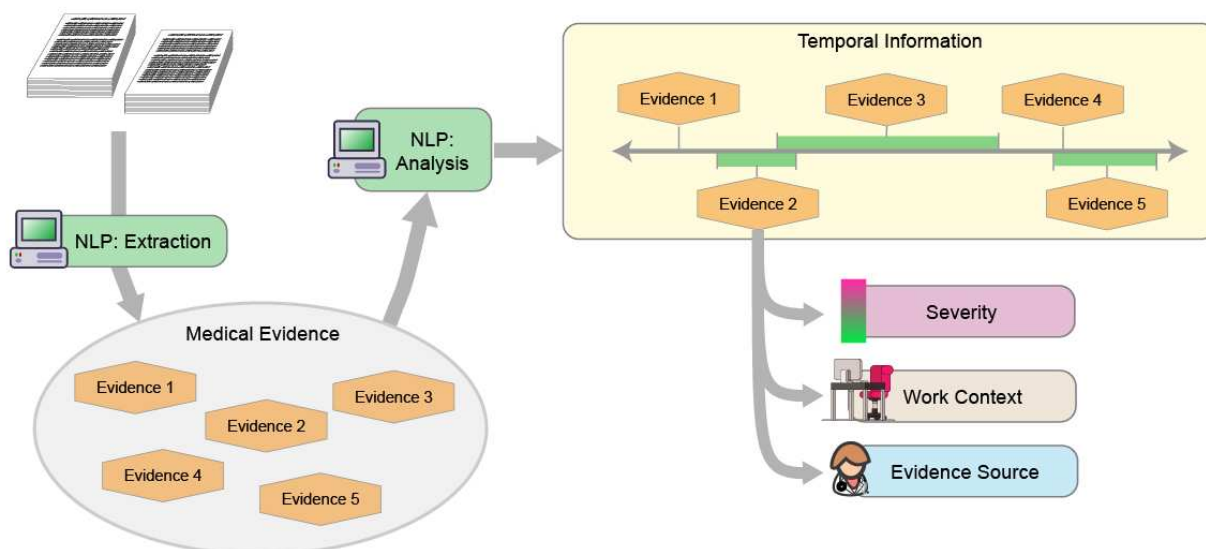 NLP: Extraction
Medical Evidence
Evidence 1
Evidence 2
Evidence 3
Evidence 4
Evidence 5
NLP:
Analysis
Temporal Information
Evidence 1
Evidence 3
Evidence 4
Evidence 2
Evidence 5
Severity
Work Context
Evidence Source